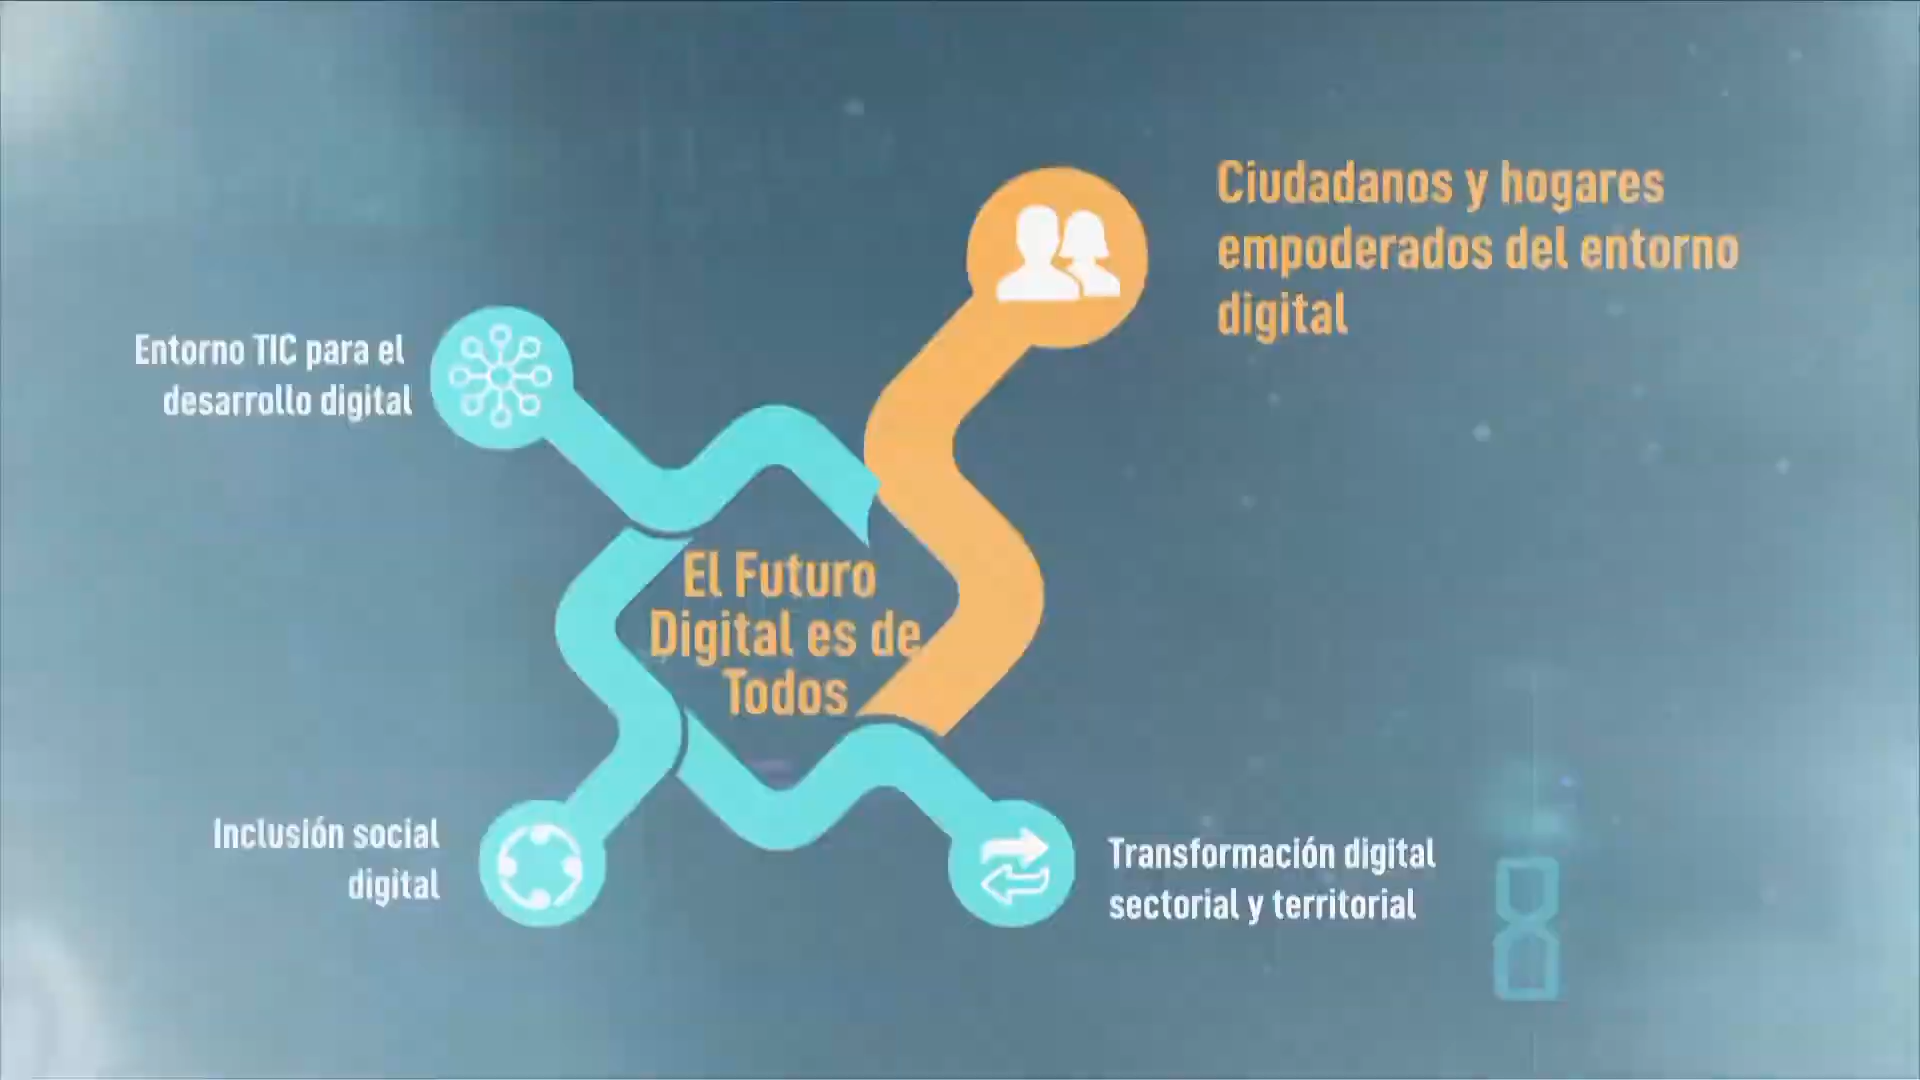 Ciudadanos y hogares
empoderados del entorno
digital
Entorno TIC para el
desarrollo digital
El Futuro
Digital es de
Todos
Inclusión social
digital
Transformación digital
sectorial y territorial
8